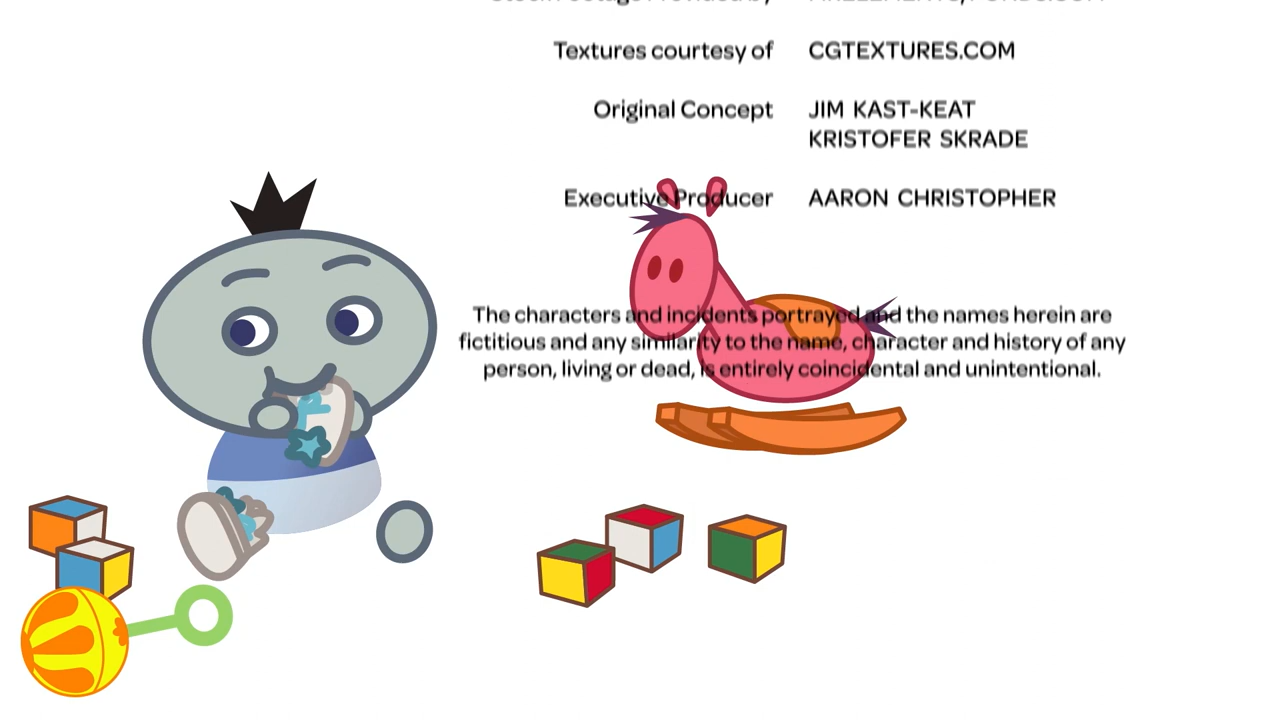 Textures courtesy of CGTEXTURES.COM
Original Concept JIM KAST-KEAT
KRISTOFER SKRADE
Executive Producer AARON CHRISTOPHER
The characters and incidents portrayed and the names herein are
fictitious and any similarity to the name, character and history of any
person, living or dead, is entirely coincidental and unintentional.